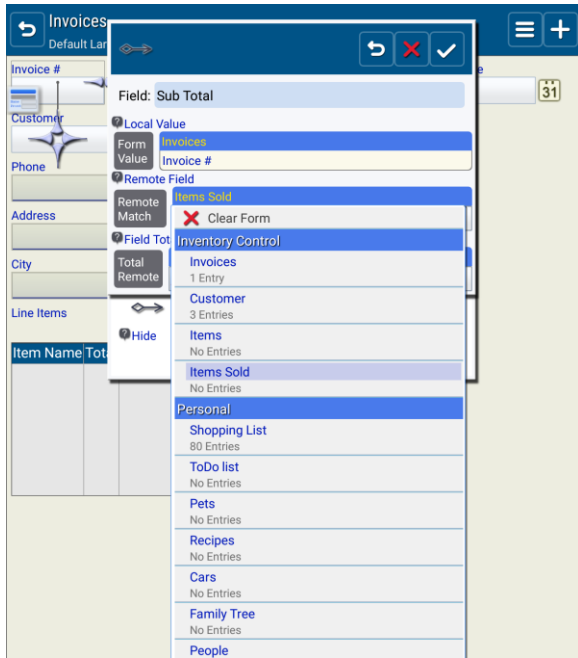 Invoices
Default Lar
Invoice #
e
31
Field: Sub Total
Customer
Local Value
Form Value
Invoices
Invoice #
Phone
Remote Field
Remote Match
Items Sold
Clear Form
Address
Field Tot
Inventory Control
Total Remote
Invoices
1 Entry
City
Customer
3 Entries
Line Items
Hide
Items
No Entries
Item Name Tota
Items Sold
No Entries
Personal
Shopping List
80 Entries
ToDo list
No Entries
Pets
No Entries
Recipes
No Entries
Cars
No Entries
Family Tree
No Entries
People